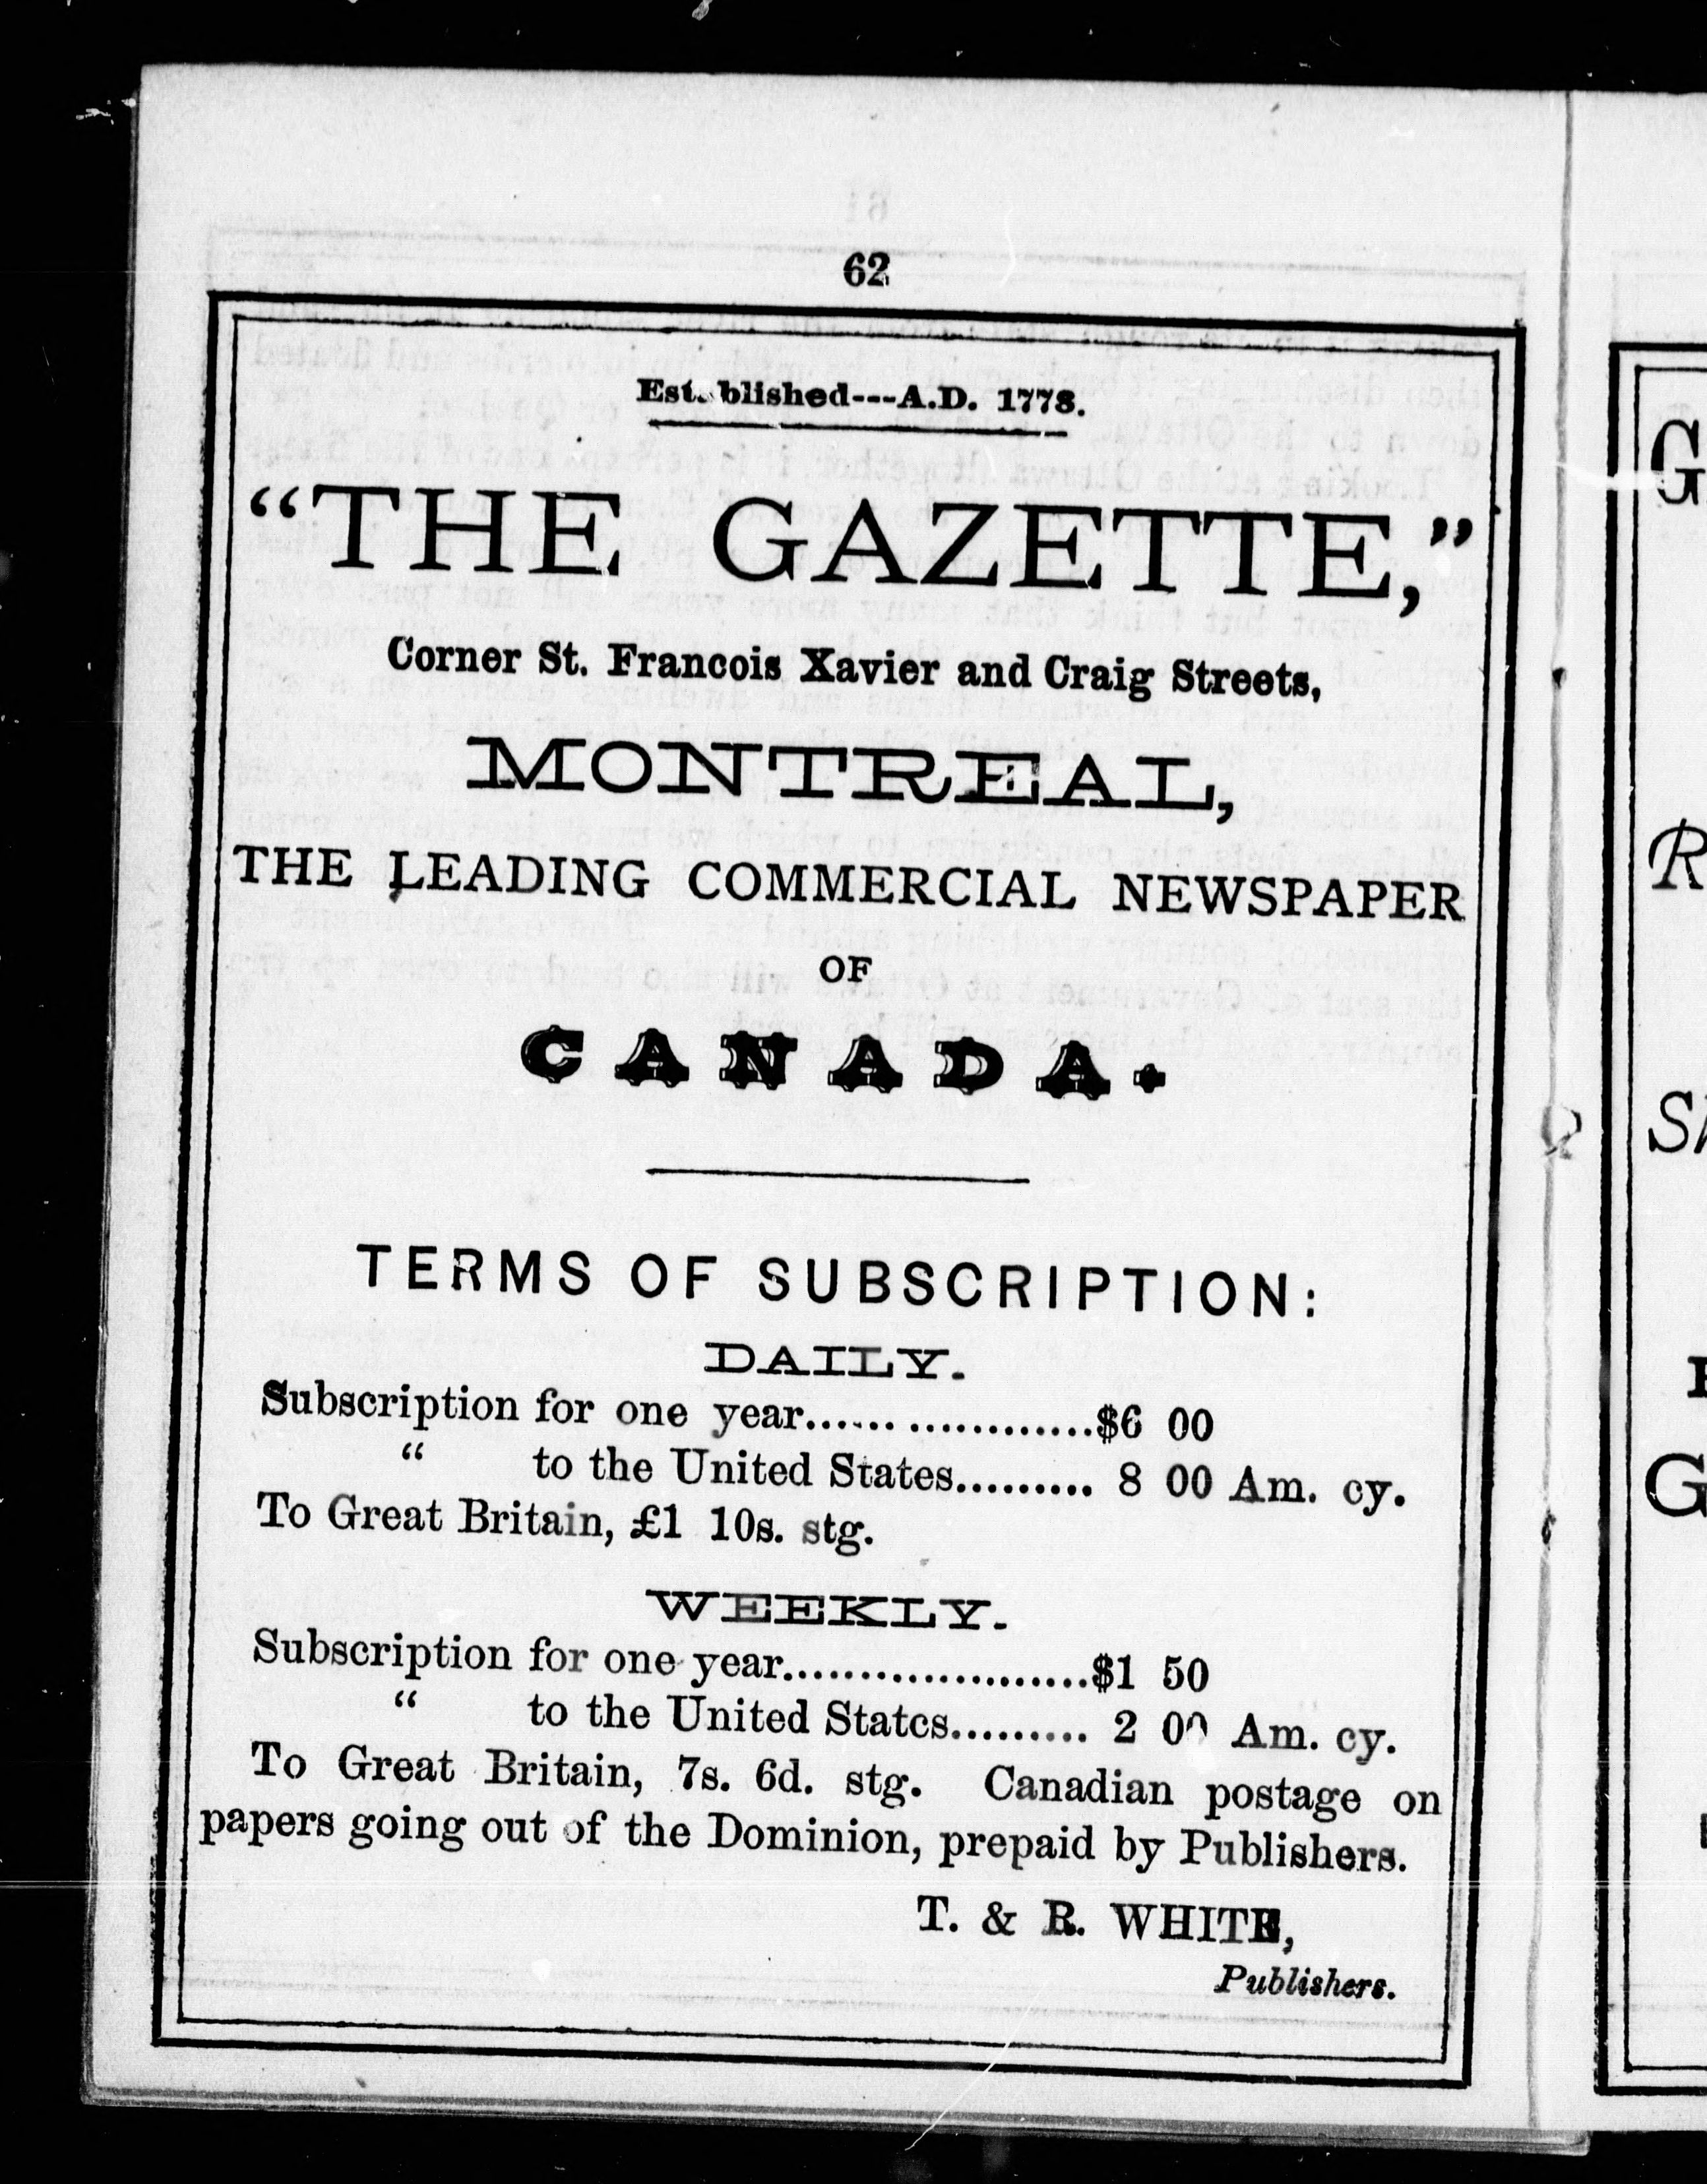 62
Established---A.D. 1778.
“THE GAZETTE,”
Corner St. Francois Xavier and Craig Streets,
MONTREAL,
THE LEADING COMMERCIAL NEWSPAPER
OF
CANADA.
TERMS OF SUBSCRIPTION:
DAILY.
Subscription for one year...................$6 00
“ to the United States......... 8 00 Am. cy.
To Great Britain, £1 10s. stg.
WEEKLY.
Subscription for one year....................$1 50
“ to the United States......... 2 00 Am. cy.
To Great Britain, 7s. 6d. stg. Canadian postage on
papers going out of the Dominion, prepaid by Publishers.
T. & R. WHITE,
Publishers.